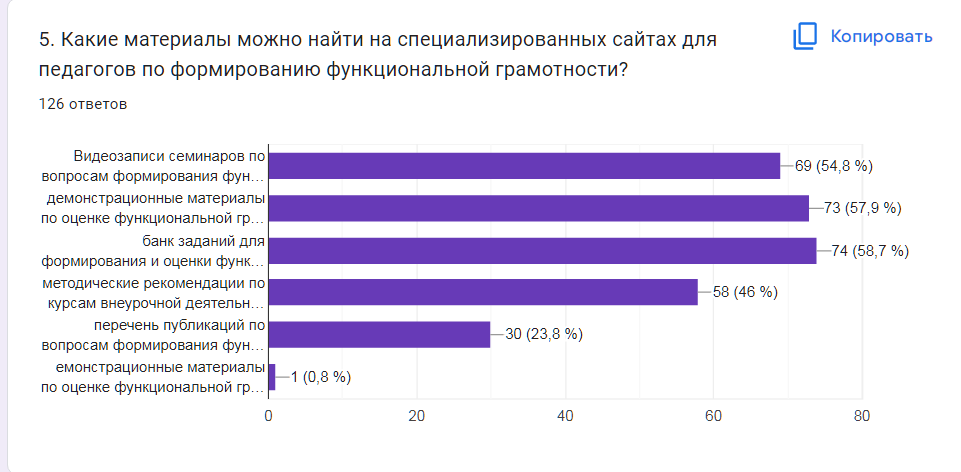 5. Какие материалы можно найти на специализированных сайтах для
педагогов по формированию функциональной грамотности?
Копировать
126 ответов
Видеозаписи семинаров по
вопросам формирования фун…
69 (54,8 %)
демонстрационные материалы
по оценке функциональной гр…
73 (57,9 %)
банк заданий для
формирования и оценки функ…
74 (58,7 %)
методические рекомендации по
курсам внеурочной деятельн…
58 (46 %)
перечень публикаций по
вопросам формирования фун…
30 (23,8 %)
емонстрационные материалы
по оценке функциональной гр…
1 (0,8 %)
0 20 40 60 80